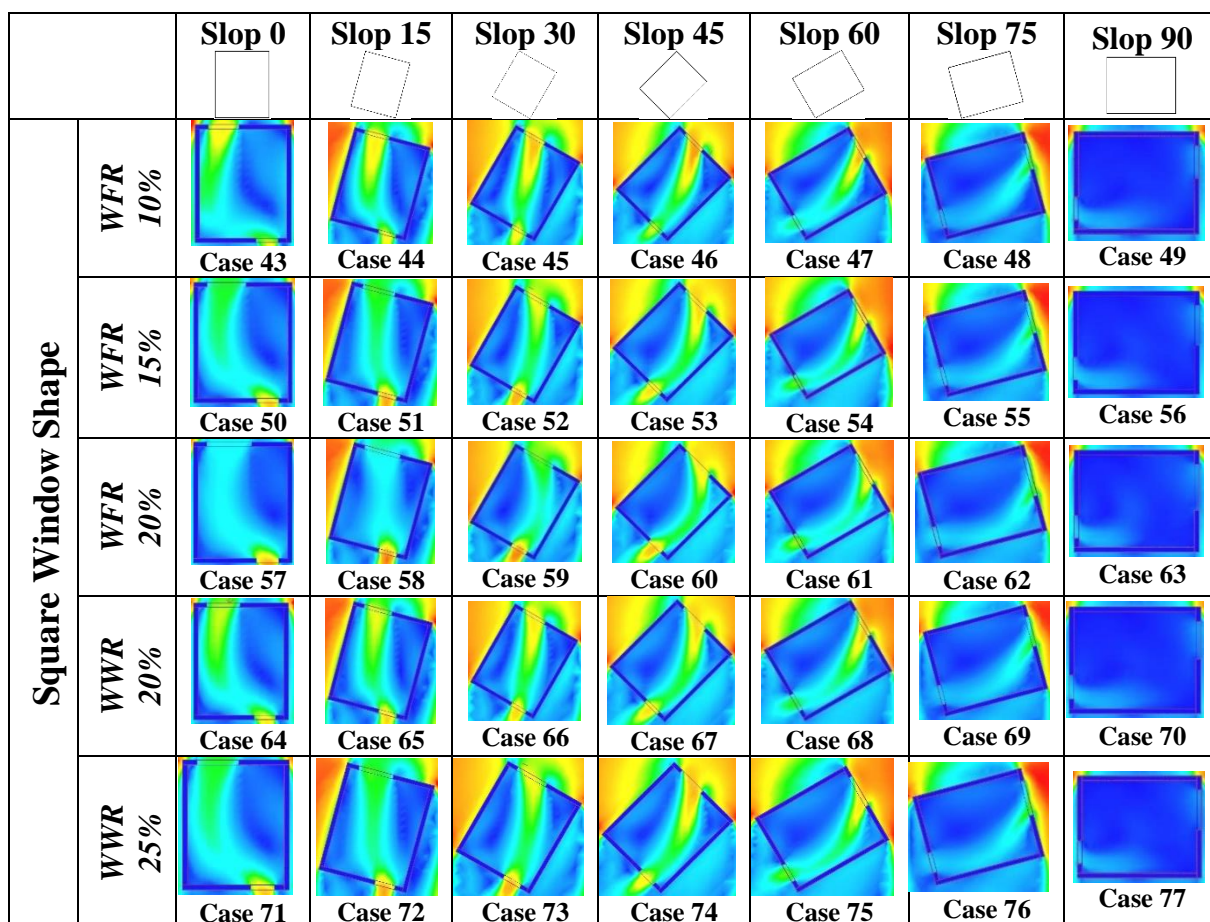 Slop 0 Slop 15 Slop 30 Slop 45 Slop 60 Slop 75 Slop 90
Square Window Shape
WFR 10%
Case 43 Case 44 Case 45 Case 46 Case 47 Case 48 Case 49
WFR 15%
Case 50 Case 51 Case 52 Case 53 Case 54 Case 55 Case 56
WFR 20%
Case 57 Case 58 Case 59 Case 60 Case 61 Case 62 Case 63
WWR 20%
Case 64 Case 65 Case 66 Case 67 Case 68 Case 69 Case 70
WWR 25%
Case 71 Case 72 Case 73 Case 74 Case 75 Case 76 Case 77